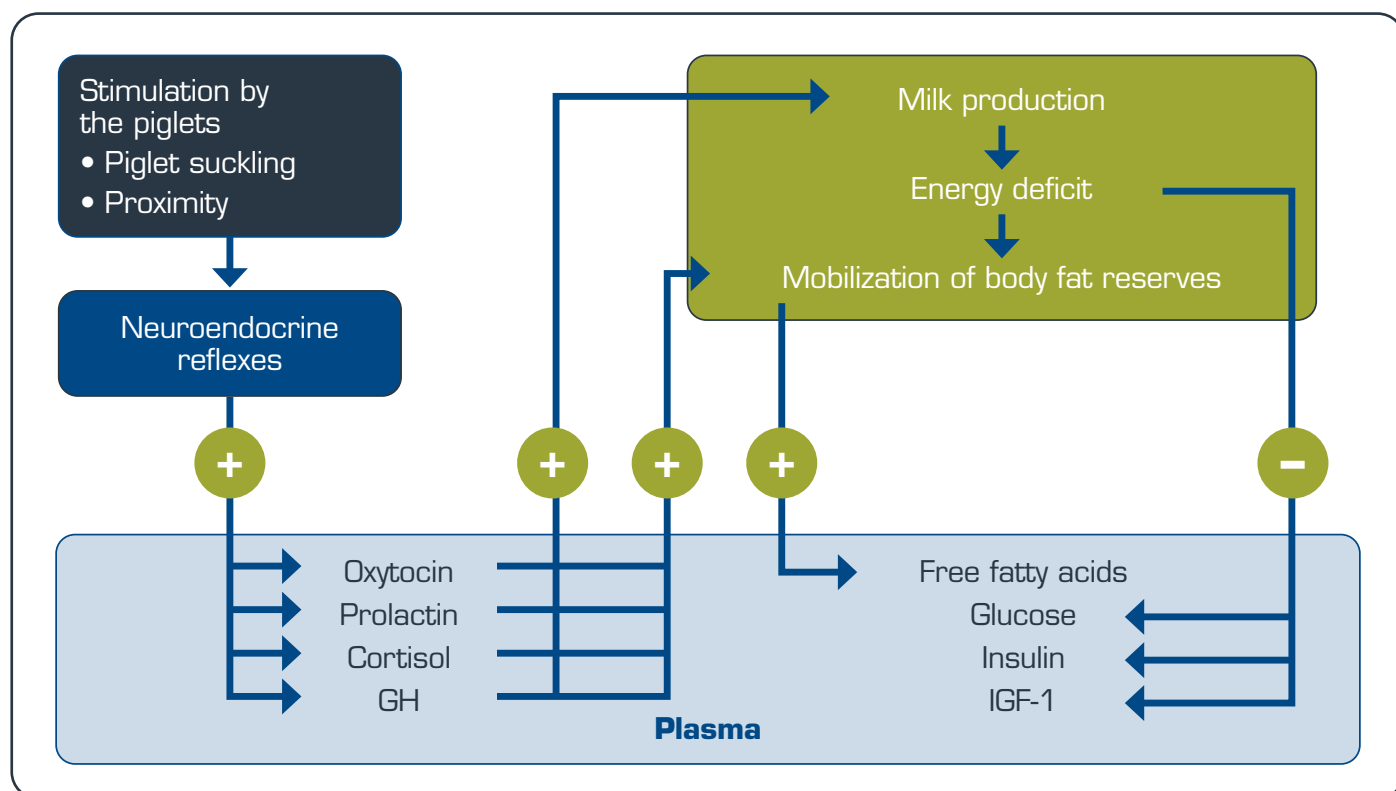 Stimulation by
the piglets
• Piglet suckling
• Proximity
Neuroendocrine
reflexes
Milk production
Energy deficit
Mobilization of body fat reserves
+
+
+
+
−
Oxytocin
Prolactin
Cortisol
GH
Free fatty acids
Glucose
Insulin
IGF-1
Plasma